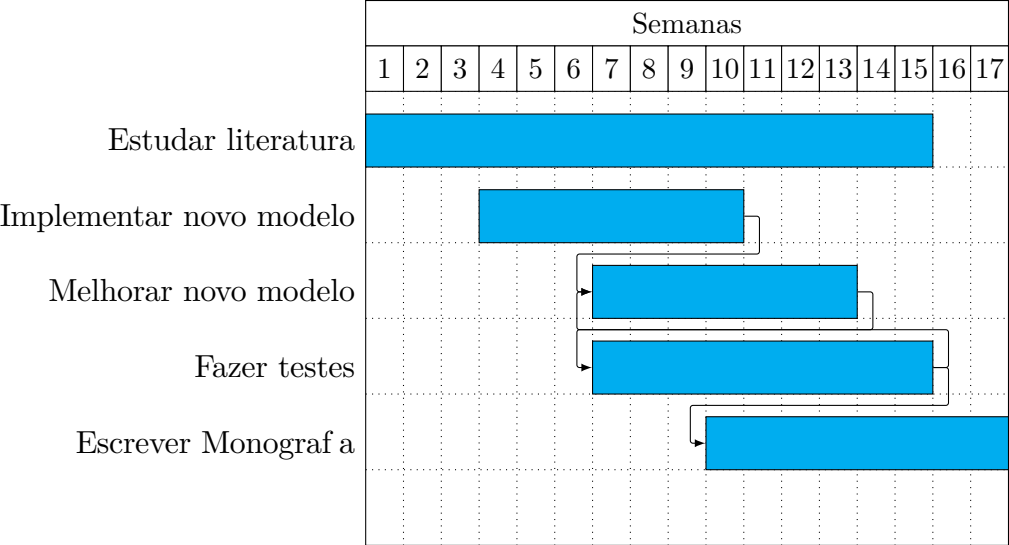 Semanas
1 2 3 4 5 6 7 8 9 10 11 12 13 14 15 16 17
Estudar literatura
Implementar novo modelo
Melhorar novo modelo
Fazer testes
Escrever Monograf a